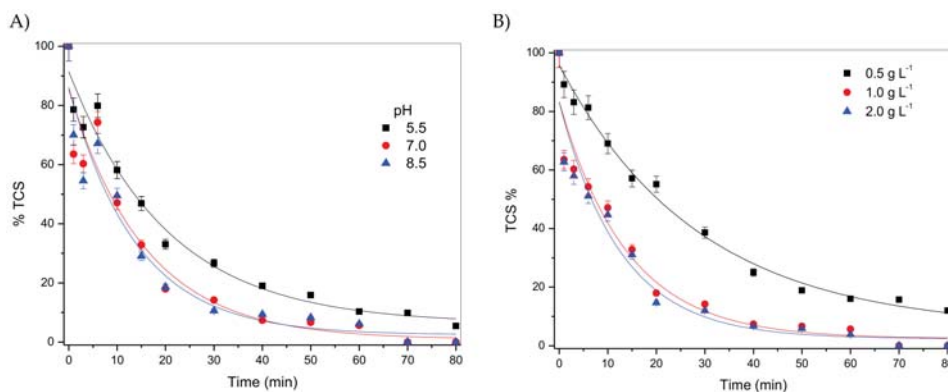 A)
100
80
60
40
20
0
% TCS
pH
5.5
7.0
8.5
0 10 20 30 40 50 60 70 80
Time (min)
B)
100
80
60
40
20
0
TCS %
0.5 g L⁻¹
1.0 g L⁻¹
2.0 g L⁻¹
0 10 20 30 40 50 60 70 80
Time (min)